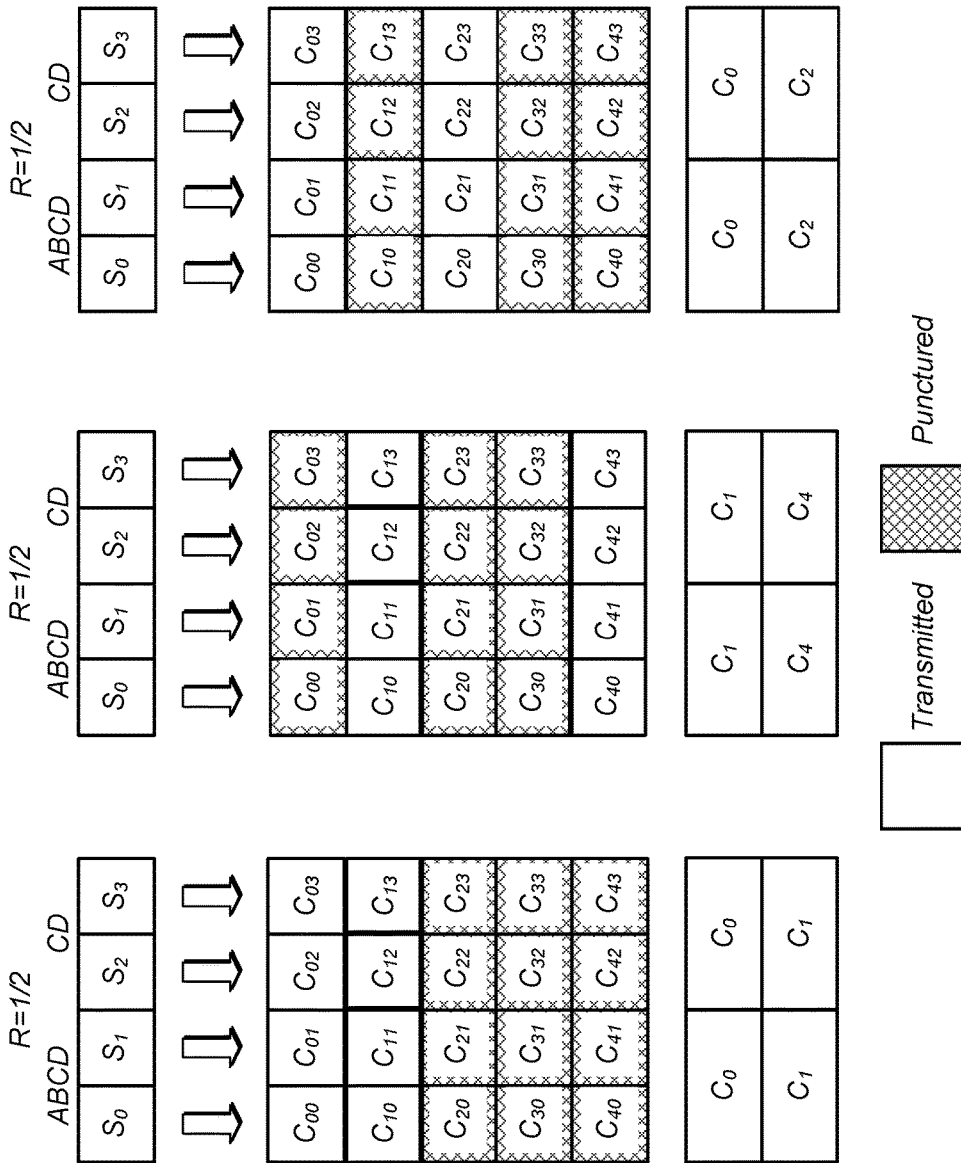 R=1/2
ABCD CD
S0 S1 S2 S3
C00 C01 C02 C03
C10 C11 C12 C13
C20 C21 C22 C23
C30 C31 C32 C33
C40 C41 C42 C43
C0 C0
C1 C1
R=1/2
ABCD CD
S0 S1 S2 S3
C00 C01 C02 C03
C10 C11 C12 C13
C20 C21 C22 C23
C30 C31 C32 C33
C40 C41 C42 C43
C1 C1
C4 C4
R=1/2
ABCD CD
S0 S1 S2 S3
C00 C01 C02 C03
C10 C11 C12 C13
C20 C21 C22 C23
C30 C31 C32 C33
C40 C41 C42 C43
C0 C0
C2 C2
Transmitted
Punctured